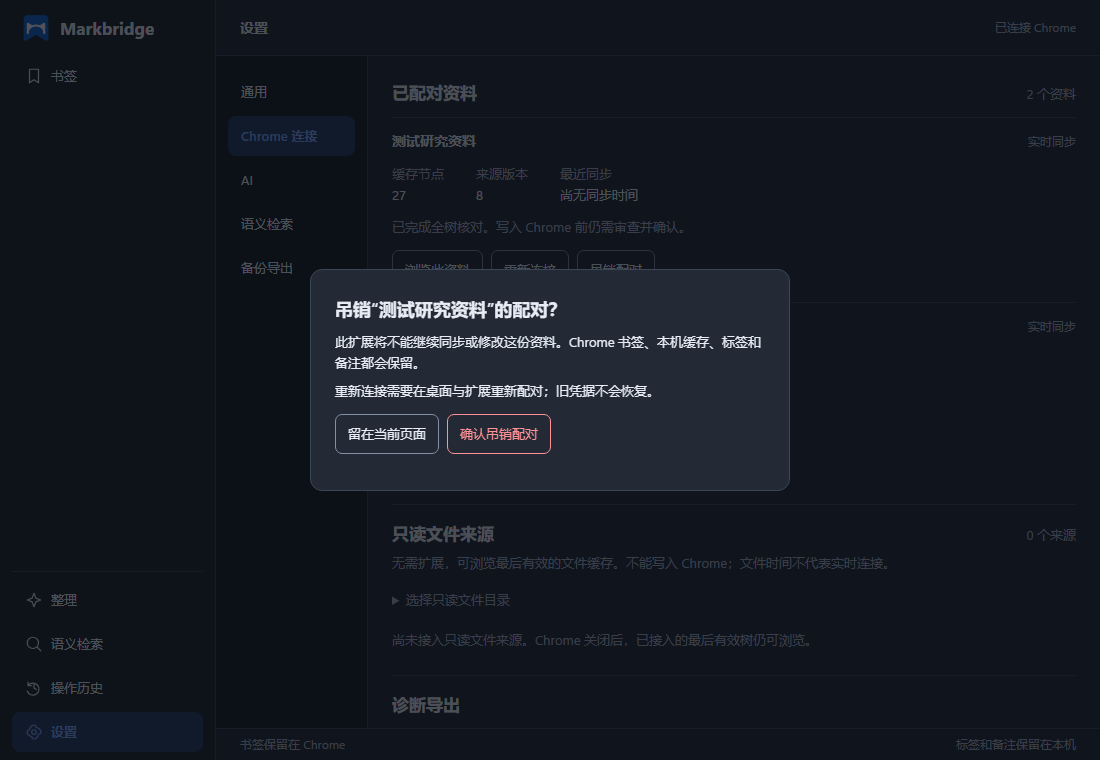 Markbridge
设置
已连接 Chrome
书签
通用
Chrome 连接
AI
语义检索
备份导出
已配对资料
2 个资料
测试研究资料
实时同步
缓存节点 来源版本 最近同步
27 8 尚无同步时间
已完成全树核对。写入 Chrome 前仍需审查并确认。
浏览此资料 重新连接 吊销配对
实时同步
吊销“测试研究资料”的配对?
此扩展将不能继续同步或修改这份资料。Chrome 书签、本机缓存、标签和
备注都会保留。
重新连接需要在桌面与扩展重新配对；旧凭据不会恢复。
留在当前页面 确认吊销配对
只读文件来源
0 个来源
无需扩展，可浏览最后有效的文件缓存。不能写入 Chrome；文件时间不代表实时连接。
选择只读文件目录
尚未接入只读文件来源。Chrome 关闭后，已接入的最后有效树仍可浏览。
诊断导出
整理
语义检索
操作历史
设置
书签保留在 Chrome
标签和备注保留在本机